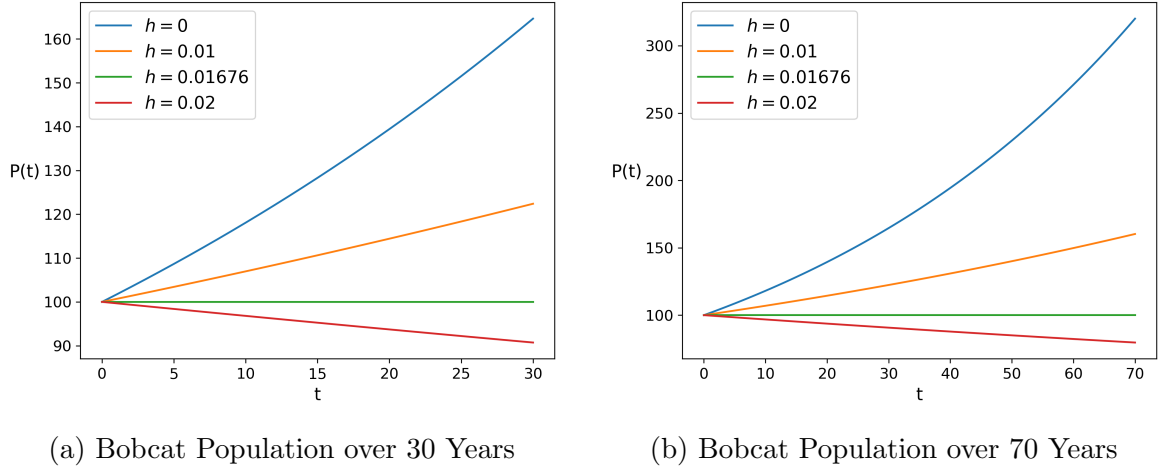 h = 0
h = 0.01
h = 0.01676
h = 0.02
P(t)
160
150
140
130
120
110
100
90
0 5 10 15 20 25 30
t
(a) Bobcat Population over 30 Years
h = 0
h = 0.01
h = 0.01676
h = 0.02
P(t)
300
250
200
150
100
0 10 20 30 40 50 60 70
t
(b) Bobcat Population over 70 Years